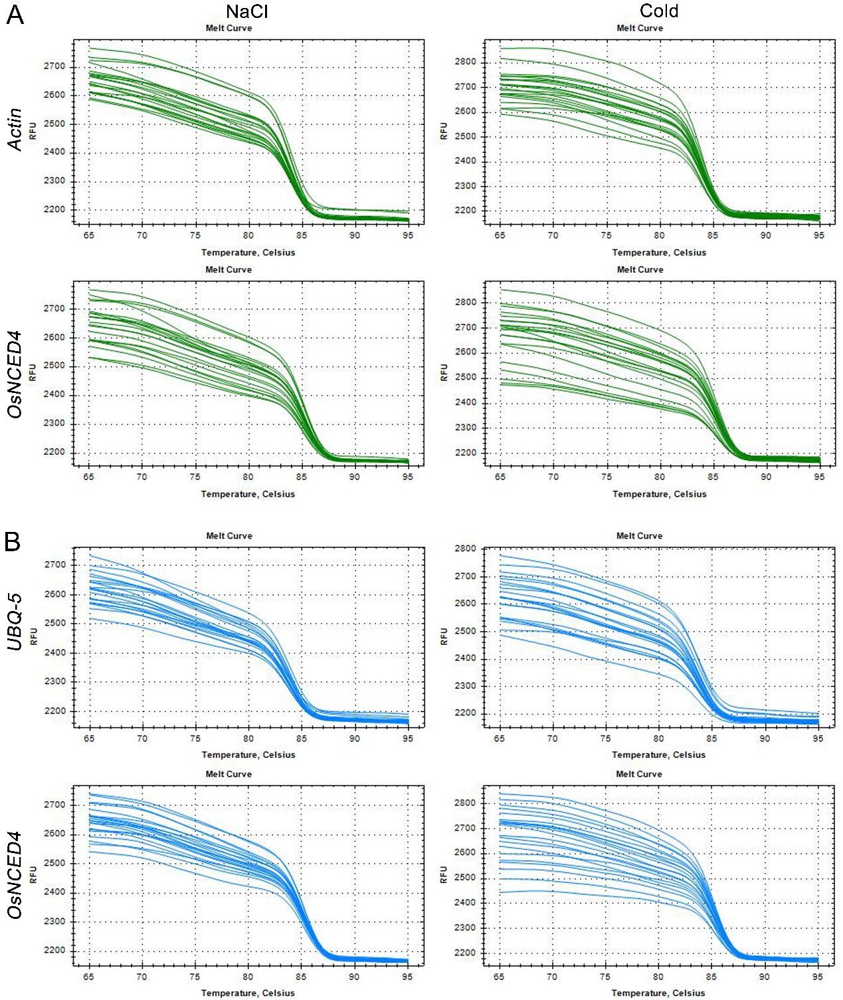 A
NaCl
Cold
Melt Curve
Melt Curve
Actin
RFU
2700
2600
2500
2400
2300
2200
65 70 75 80 85 90 95
Temperature, Celsius
RFU
2800
2700
2600
2500
2400
2300
2200
65 70 75 80 85 90 95
Temperature, Celsius
Melt Curve
Melt Curve
OsNCED4
RFU
2700
2600
2500
2400
2300
2200
65 70 75 80 85 90 95
Temperature, Celsius
RFU
2800
2700
2600
2500
2400
2300
2200
65 70 75 80 85 90 95
Temperature, Celsius
B
Melt Curve
Melt Curve
UBQ-5
RFU
2700
2600
2500
2400
2300
2200
65 70 75 80 85 90 95
Temperature, Celsius
RFU
2800
2700
2600
2500
2400
2300
2200
65 70 75 80 85 90 95
Temperature, Celsius
Melt Curve
Melt Curve
OsNCED4
RFU
2700
2600
2500
2400
2300
2200
65 70 75 80 85 90 95
Temperature, Celsius
RFU
2800
2700
2600
2500
2400
2300
2200
65 70 75 80 85 90 95
Temperature, Celsius